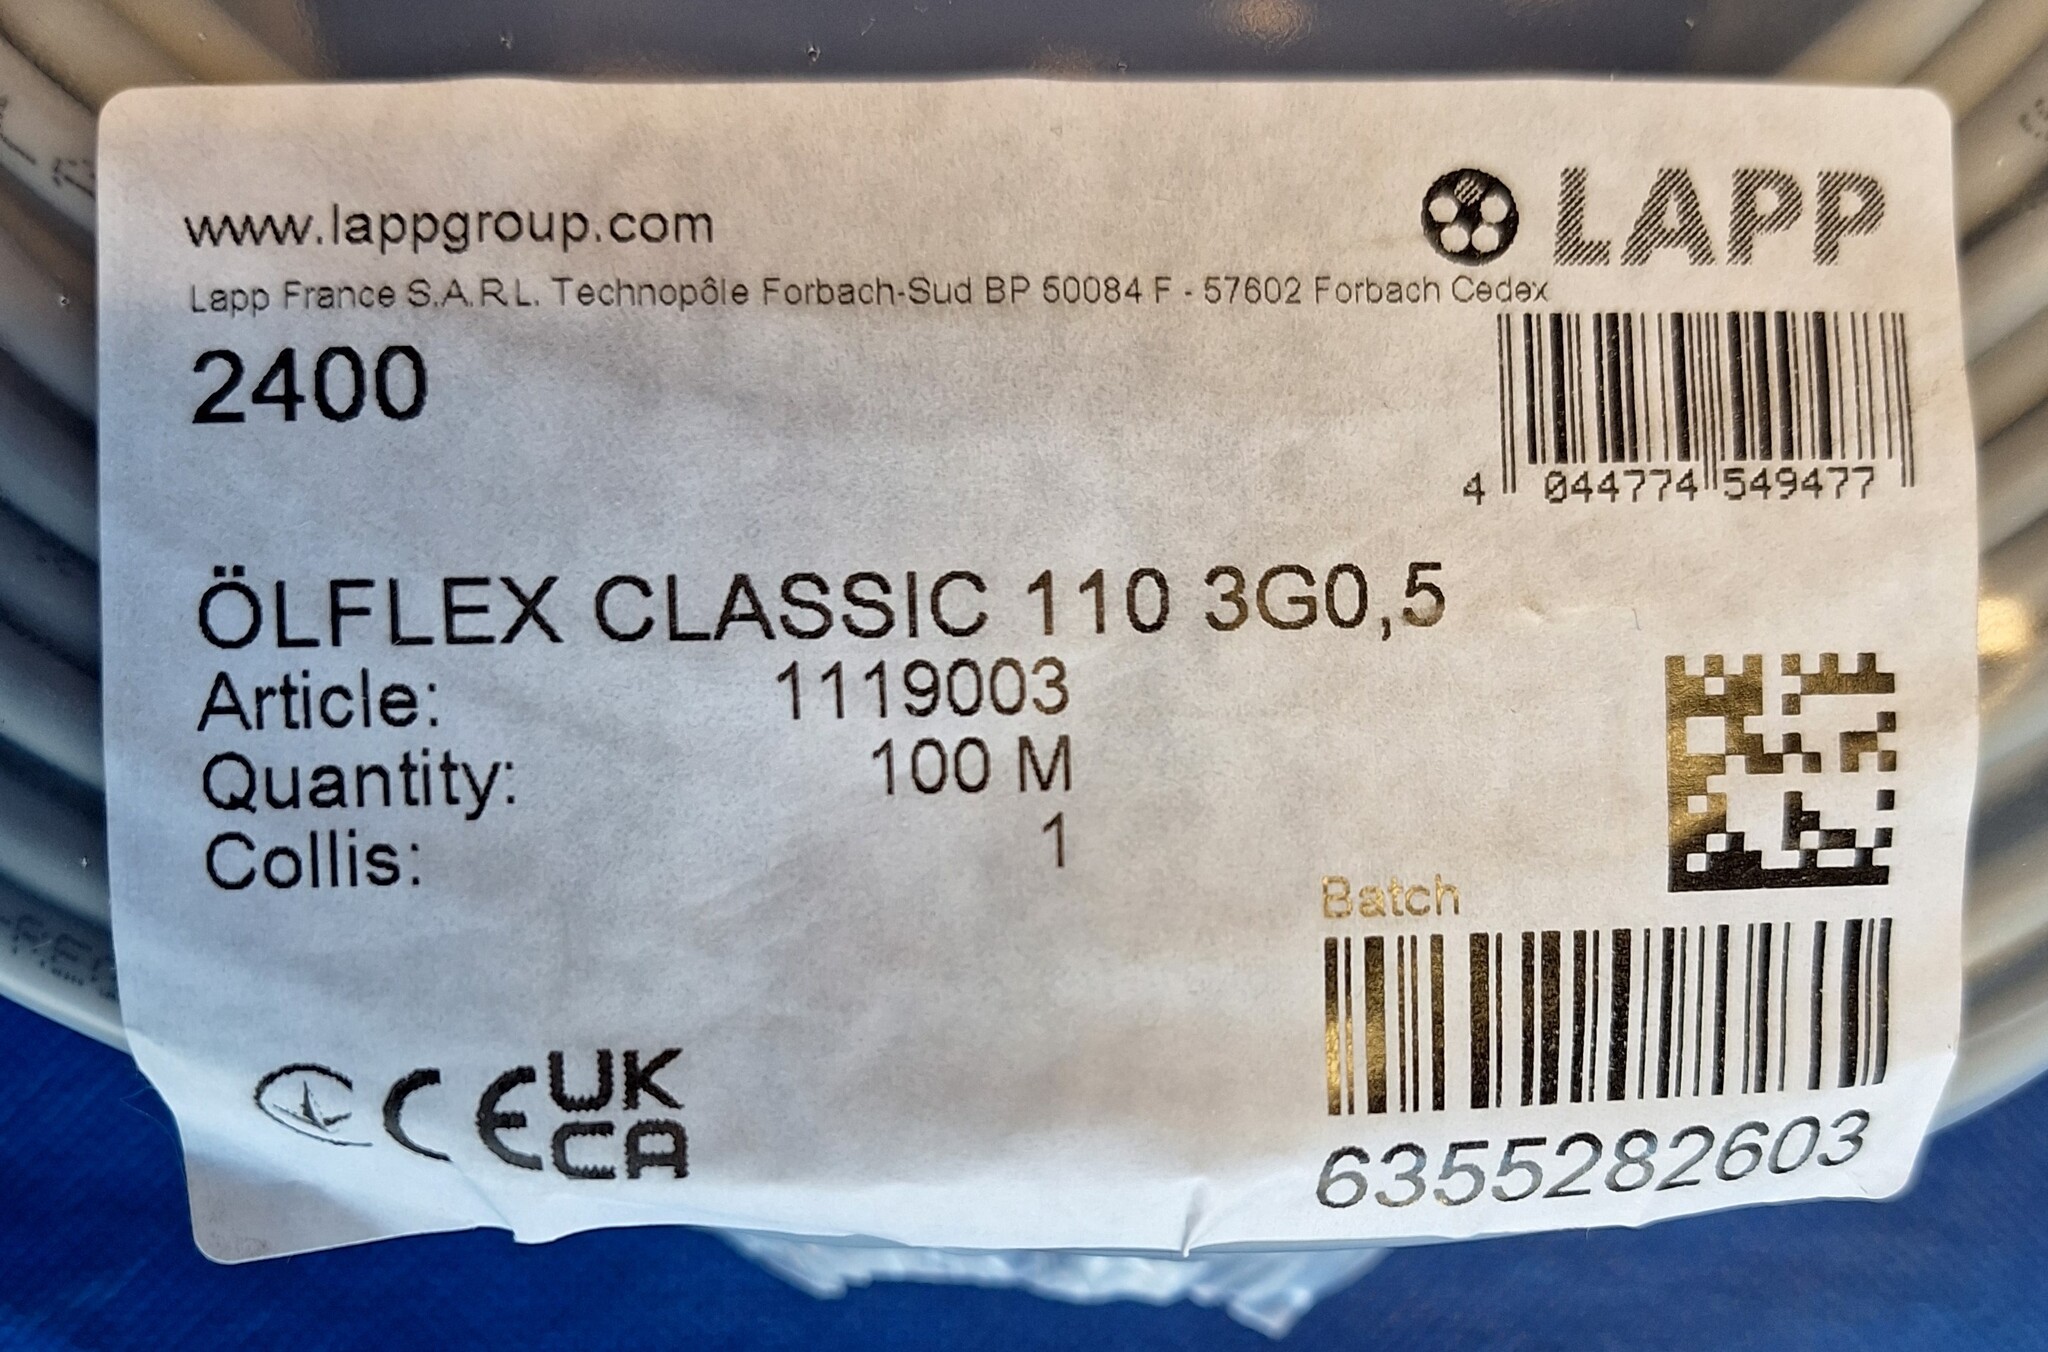 www.lappgroup.com
LAPP
Lapp France S.A.R.L. Technopôle Forbach-Sud BP 50084 F - 57602 Forbach Cedex
2400
4 044774 549477
ÖLFLEX CLASSIC 110 3G0,5
Article: 1119003
Quantity: 100 M
Collis: 1
Batch
6355282603
CE
UK
CA